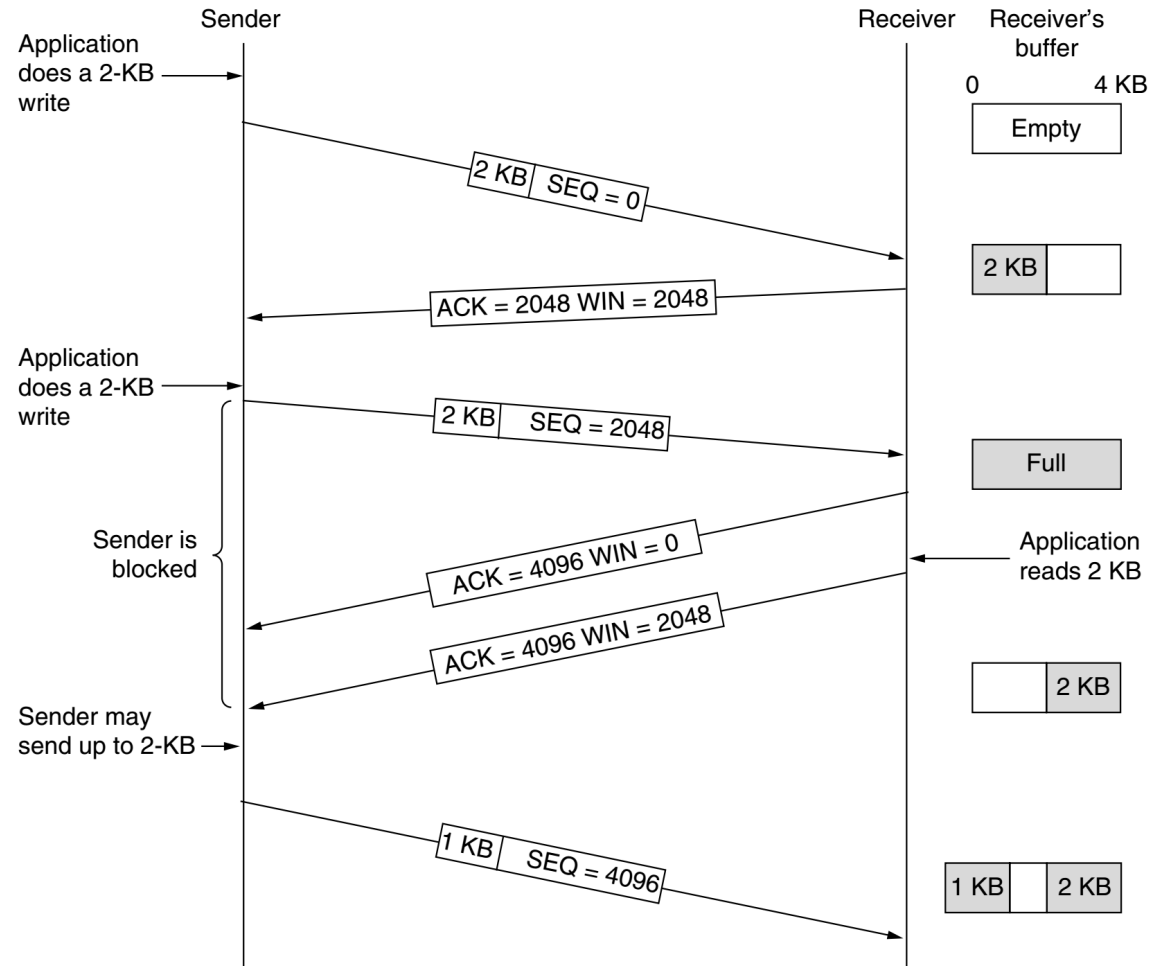 Sender
Receiver
Receiver's
buffer
Application
does a 2-KB
write
0
4 KB
Empty
2 KB
SEQ = 0
2 KB
ACK = 2048 WIN = 2048
Application
does a 2-KB
write
2 KB
SEQ = 2048
Full
Sender is
blocked
ACK = 4096 WIN = 0
Application
reads 2 KB
ACK = 4096 WIN = 2048
2 KB
Sender may
send up to 2-KB
1 KB
SEQ = 4096
1 KB
2 KB